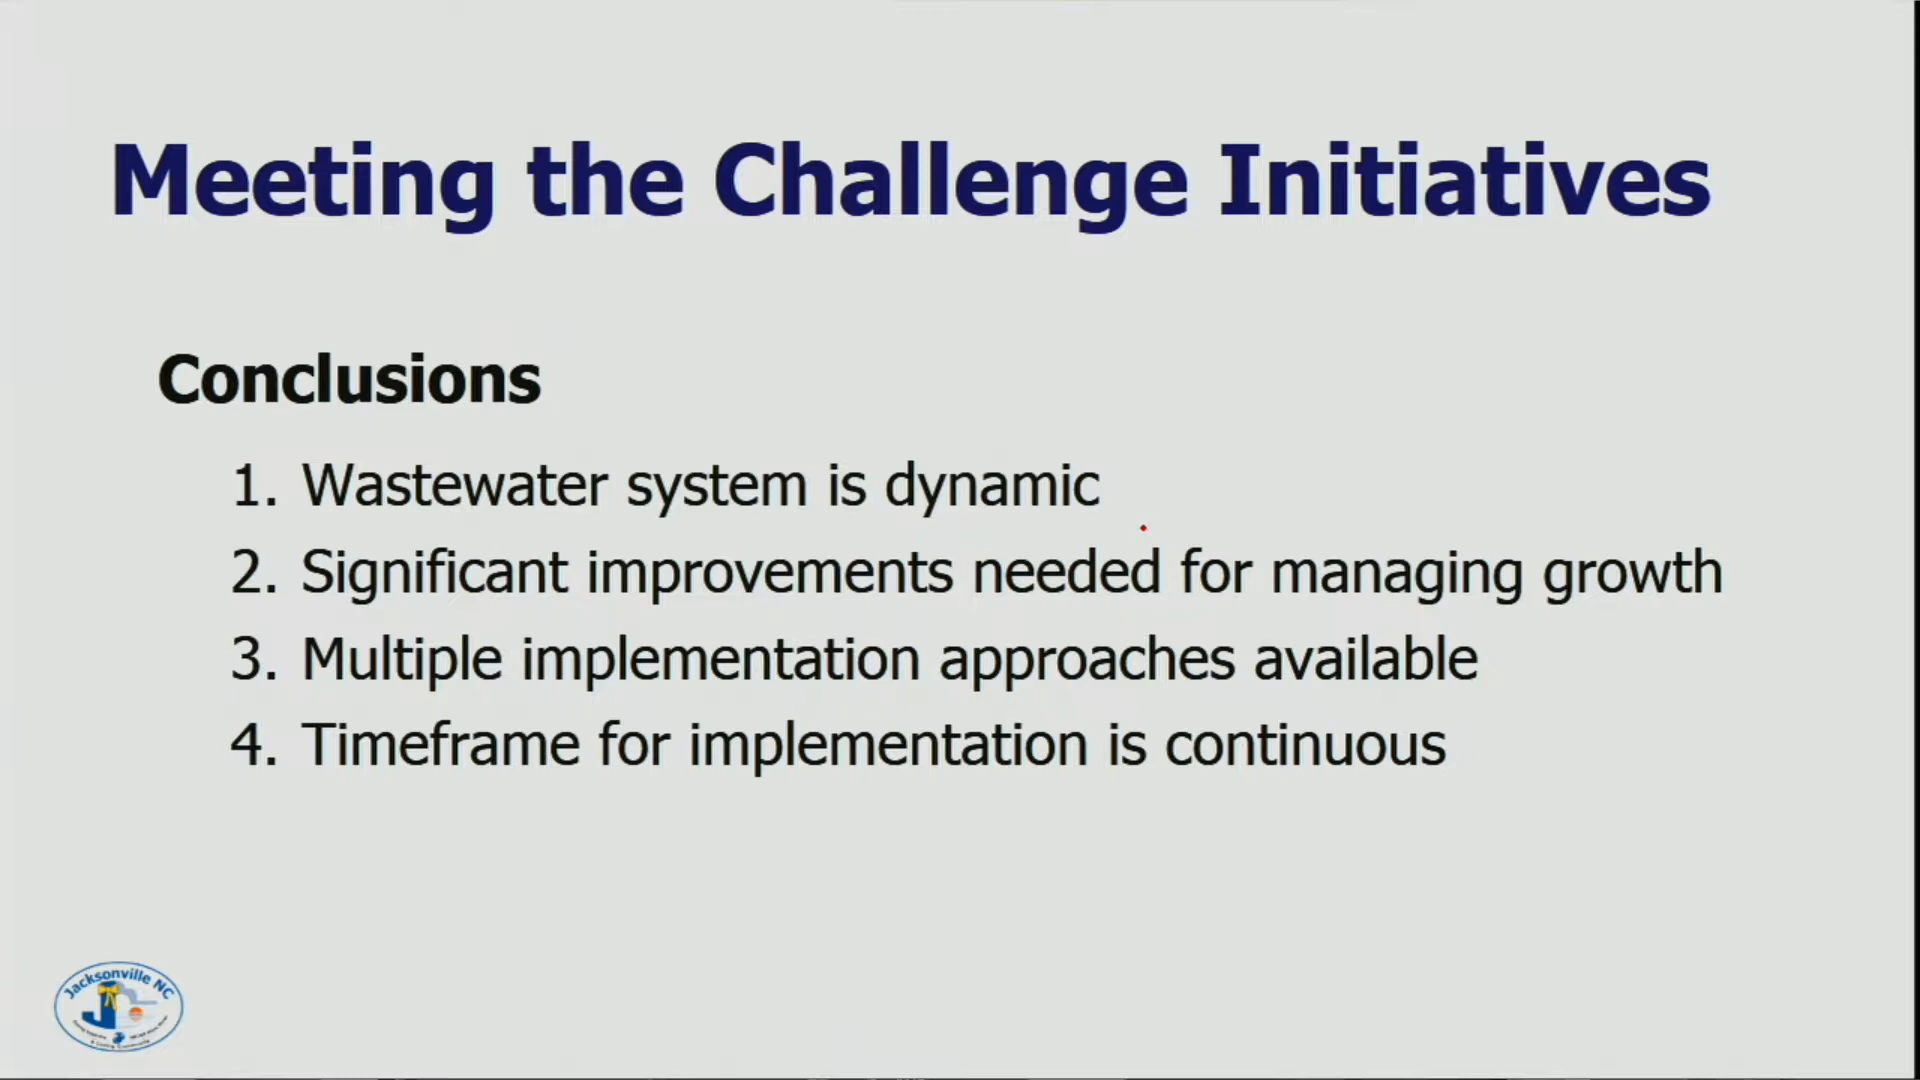 Meeting the Challenge Initiatives
Conclusions
1. Wastewater system is dynamic
2. Significant improvements needed for managing growth
3. Multiple implementation approaches available
4. Timeframe for implementation is continuous
Jacksonville NC